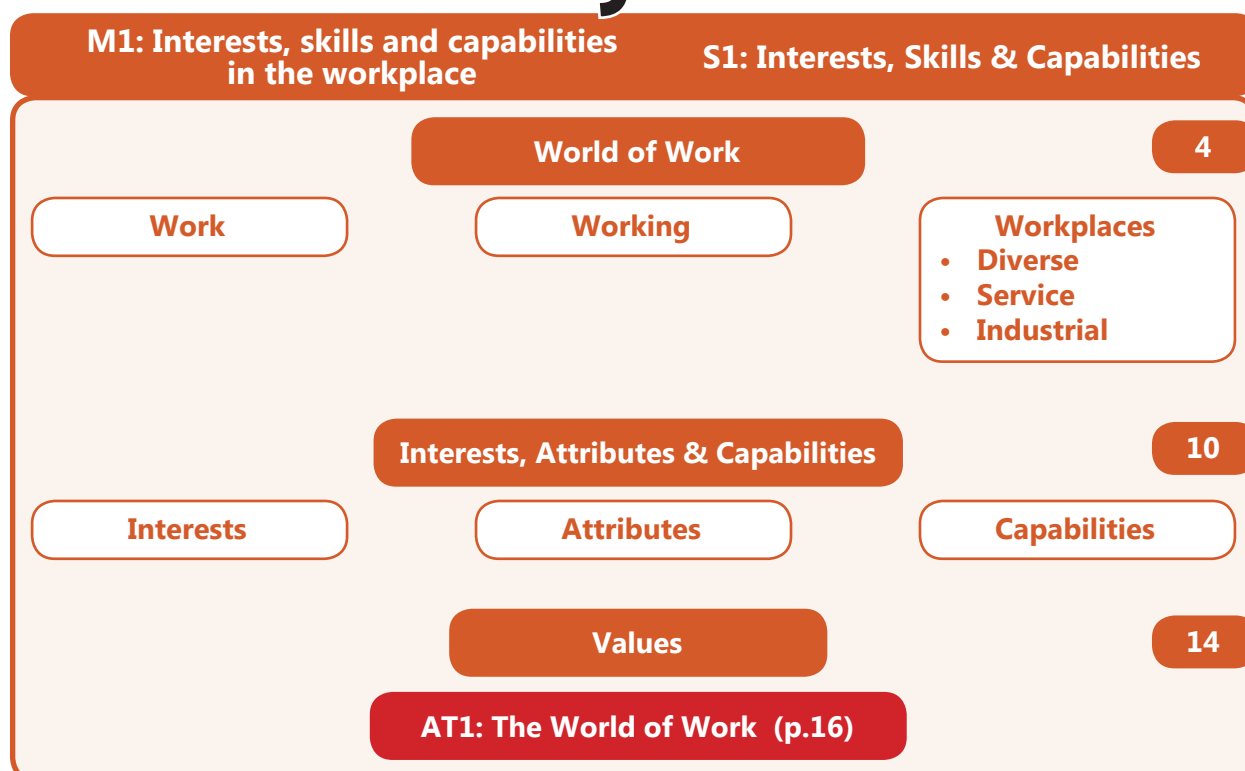 M1: Interests, skills and capabilities
in the workplace
S1: Interests, Skills & Capabilities
World of Work
4
Work
Working
Workplaces
• Diverse
• Service
• Industrial
Interests, Attributes & Capabilities
10
Interests
Attributes
Capabilities
Values
14
AT1: The World of Work (p.16)